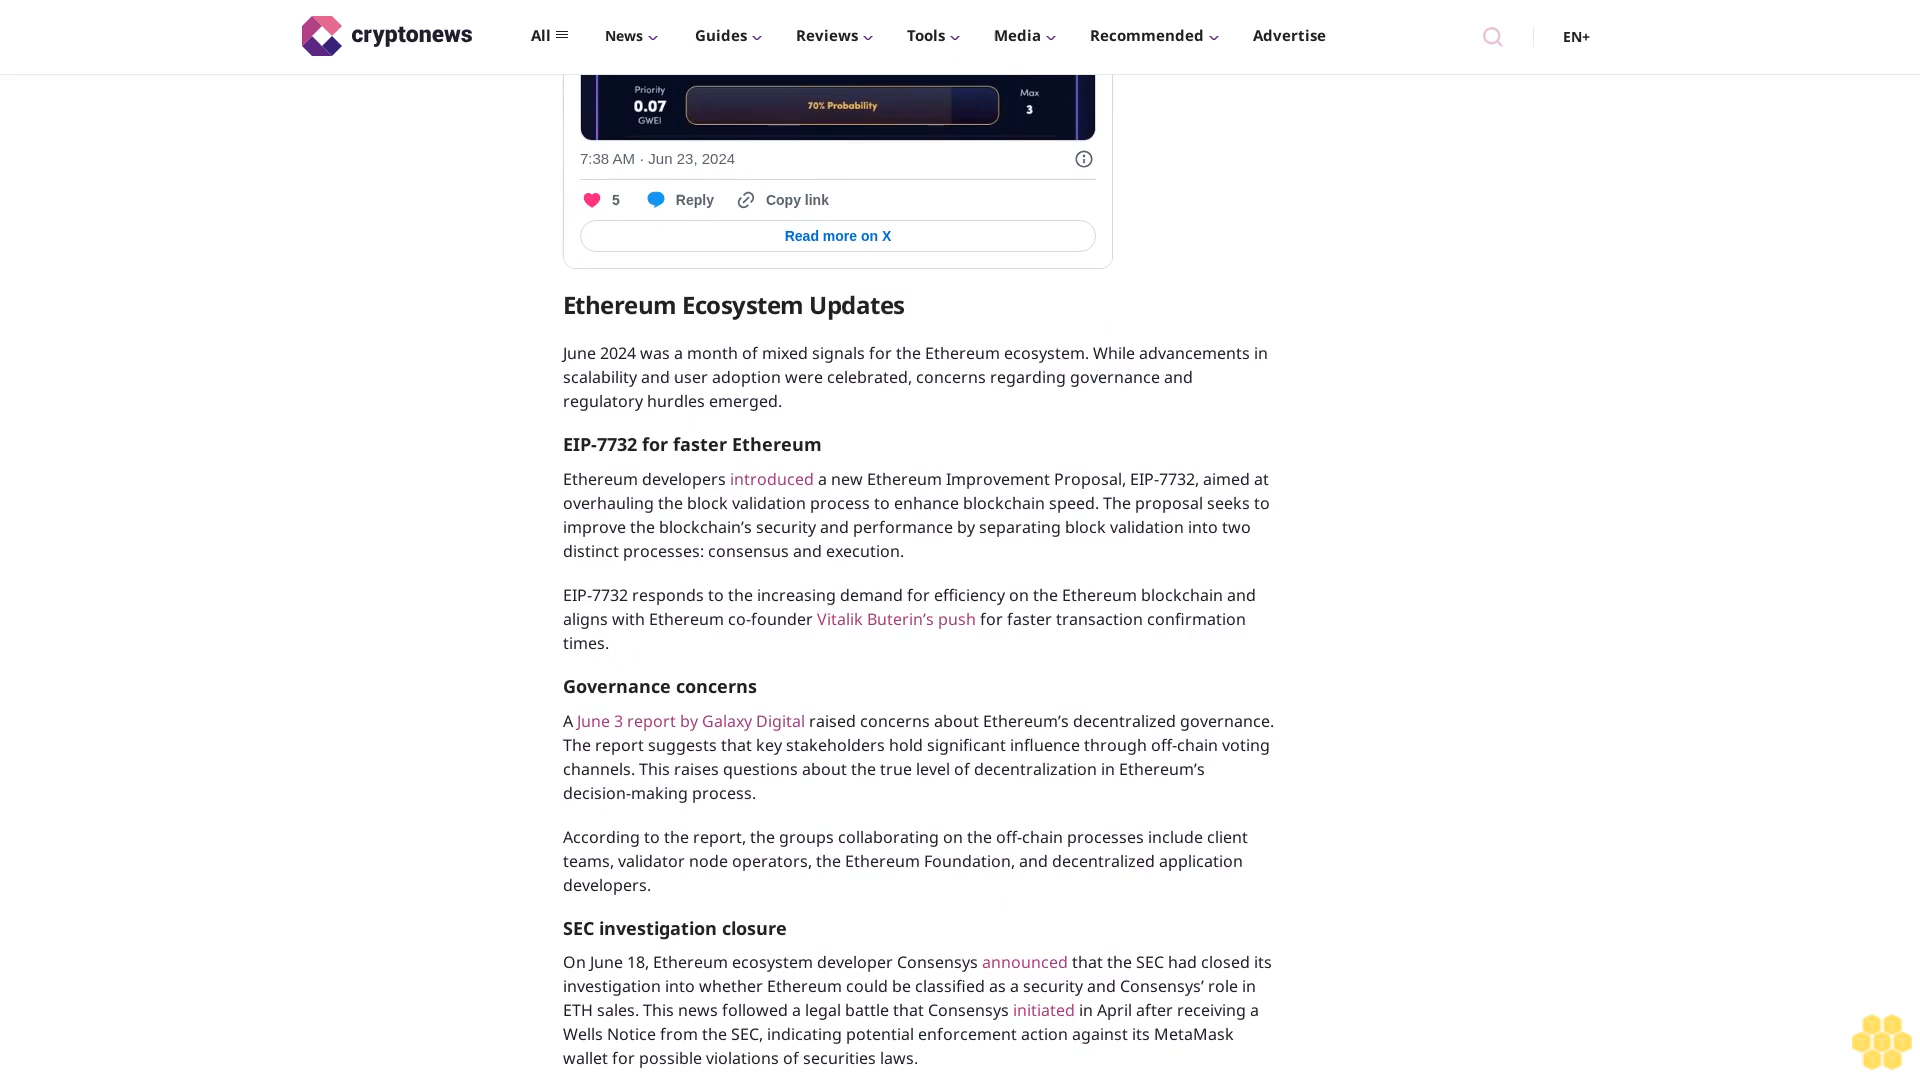 cryptonews
All
News
Guides
Reviews
Tools
Media
Recommended
Advertise
EN+
Priority
0.07
GWEI
70% Probability
Max
3
7:38 AM · Jun 23, 2024
5
Reply
Copy link
Read more on X
Ethereum Ecosystem Updates
June 2024 was a month of mixed signals for the Ethereum ecosystem. While advancements in
scalability and user adoption were celebrated, concerns regarding governance and
regulatory hurdles emerged.
EIP-7732 for faster Ethereum
Ethereum developers introduced a new Ethereum Improvement Proposal, EIP-7732, aimed at
overhauling the block validation process to enhance blockchain speed. The proposal seeks to
improve the blockchain’s security and performance by separating block validation into two
distinct processes: consensus and execution.
EIP-7732 responds to the increasing demand for efficiency on the Ethereum blockchain and
aligns with Ethereum co-founder Vitalik Buterin’s push for faster transaction confirmation
times.
Governance concerns
A June 3 report by Galaxy Digital raised concerns about Ethereum’s decentralized governance.
The report suggests that key stakeholders hold significant influence through off-chain voting
channels. This raises questions about the true level of decentralization in Ethereum’s
decision-making process.
According to the report, the groups collaborating on the off-chain processes include client
teams, validator node operators, the Ethereum Foundation, and decentralized application
developers.
SEC investigation closure
On June 18, Ethereum ecosystem developer Consensys announced that the SEC had closed its
investigation into whether Ethereum could be classified as a security and Consensys’ role in
ETH sales. This news followed a legal battle that Consensys initiated in April after receiving a
Wells Notice from the SEC, indicating potential enforcement action against its MetaMask
wallet for possible violations of securities laws.